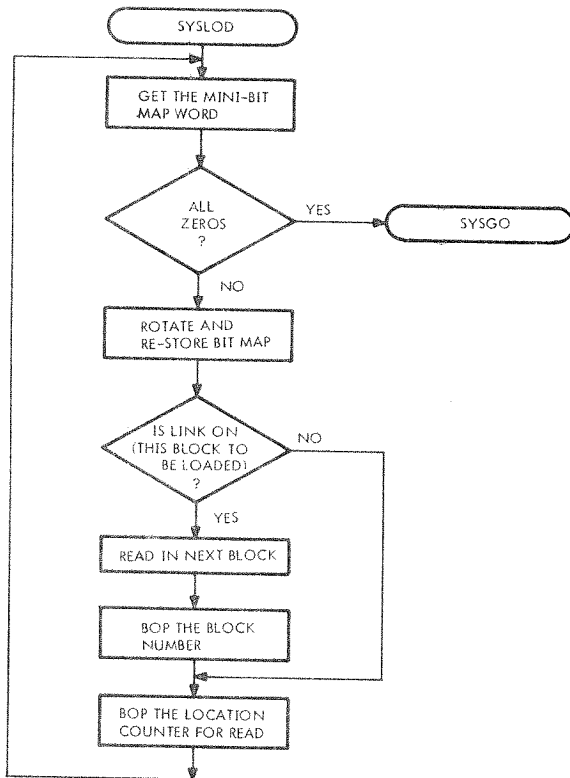 SYSLOD
GET THE MINI-BIT
MAP WORD
ALL
ZEROS
?
YES
SYSGO
NO
ROTATE AND
RE-STORE BIT MAP
IS LINK ON
(THIS BLOCK TO
BE LOADED)
?
NO
YES
READ IN NEXT BLOCK
BOP THE BLOCK
NUMBER
BOP THE LOCATION
COUNTER FOR READ